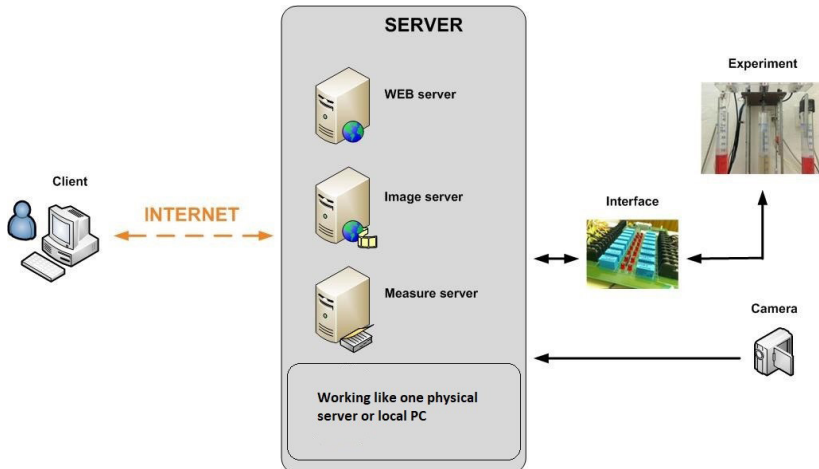 SERVER
WEB server
Image server
Measure server
Working like one physical
server or local PC
Client
INTERNET
Interface
Experiment
Camera